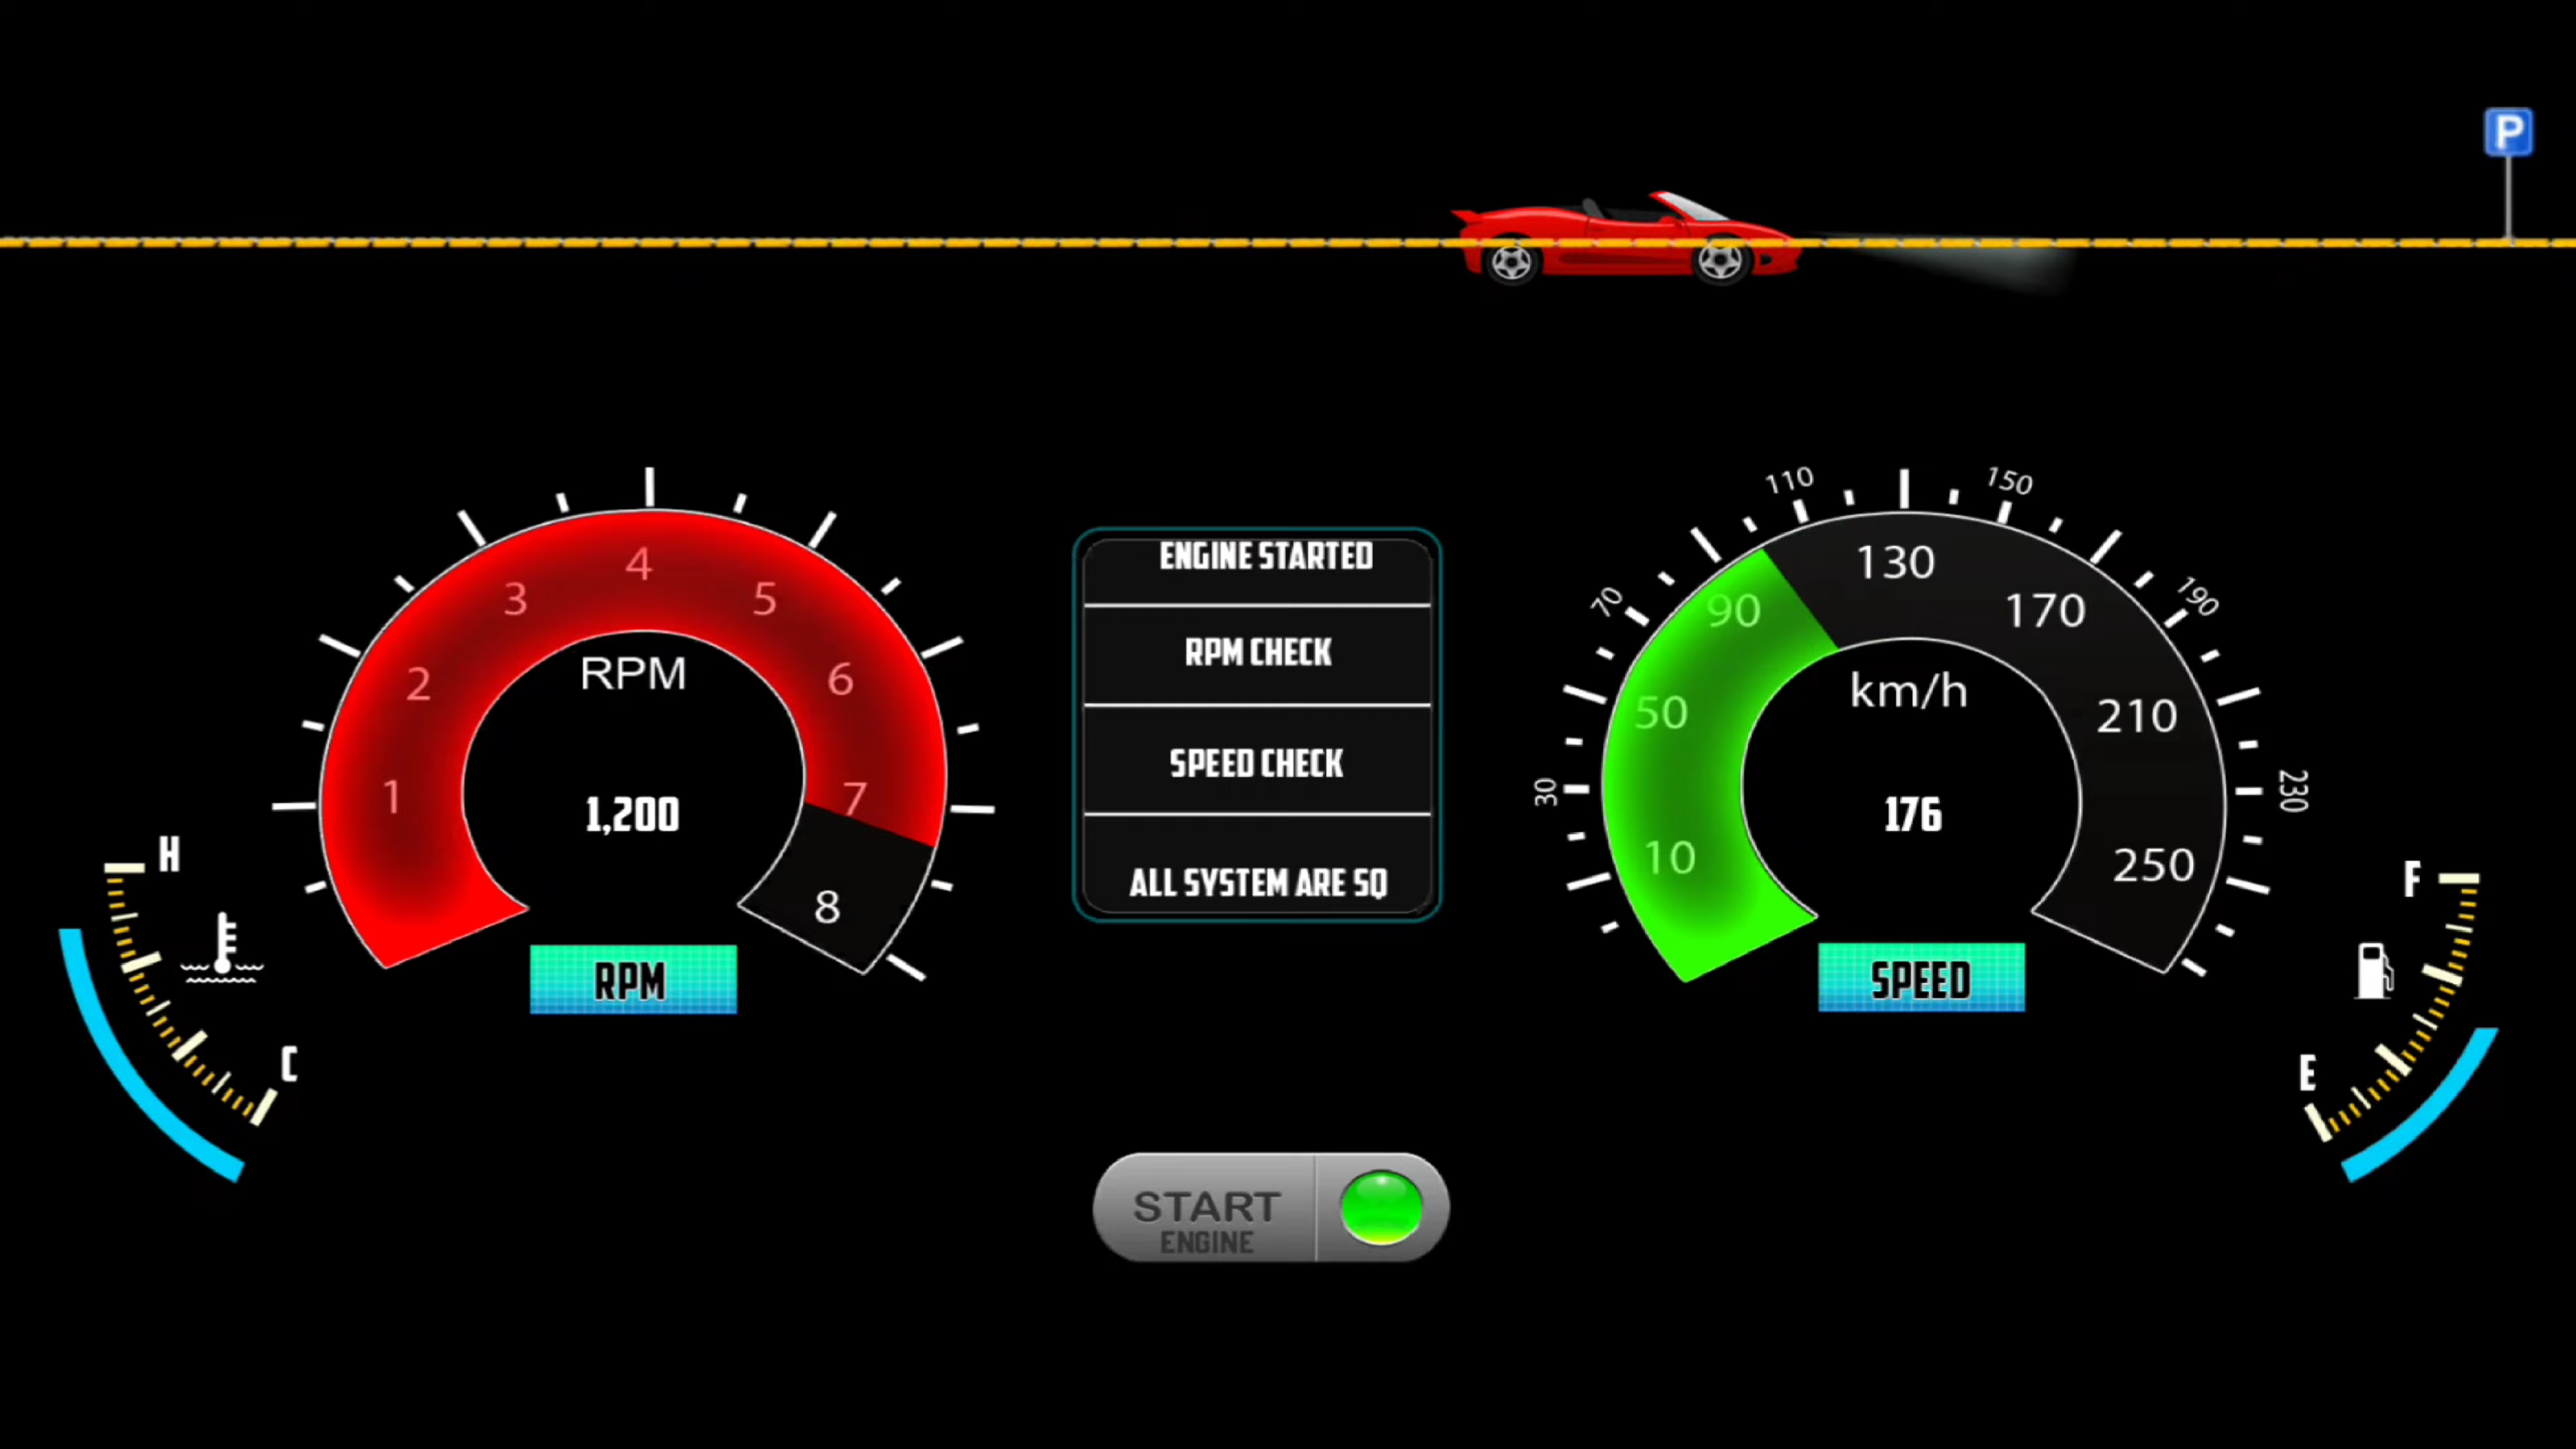 P
110
150
130
70
190
90
170
50
210
km/h
30
230
176
10
250
SPEED
4
3
5
2
6
RPM
1
7
1,200
8
RPM
ENGINE STARTED
RPM CHECK
SPEED CHECK
ALL SYSTEM ARE SQ
H
C
F
E
START
ENGINE